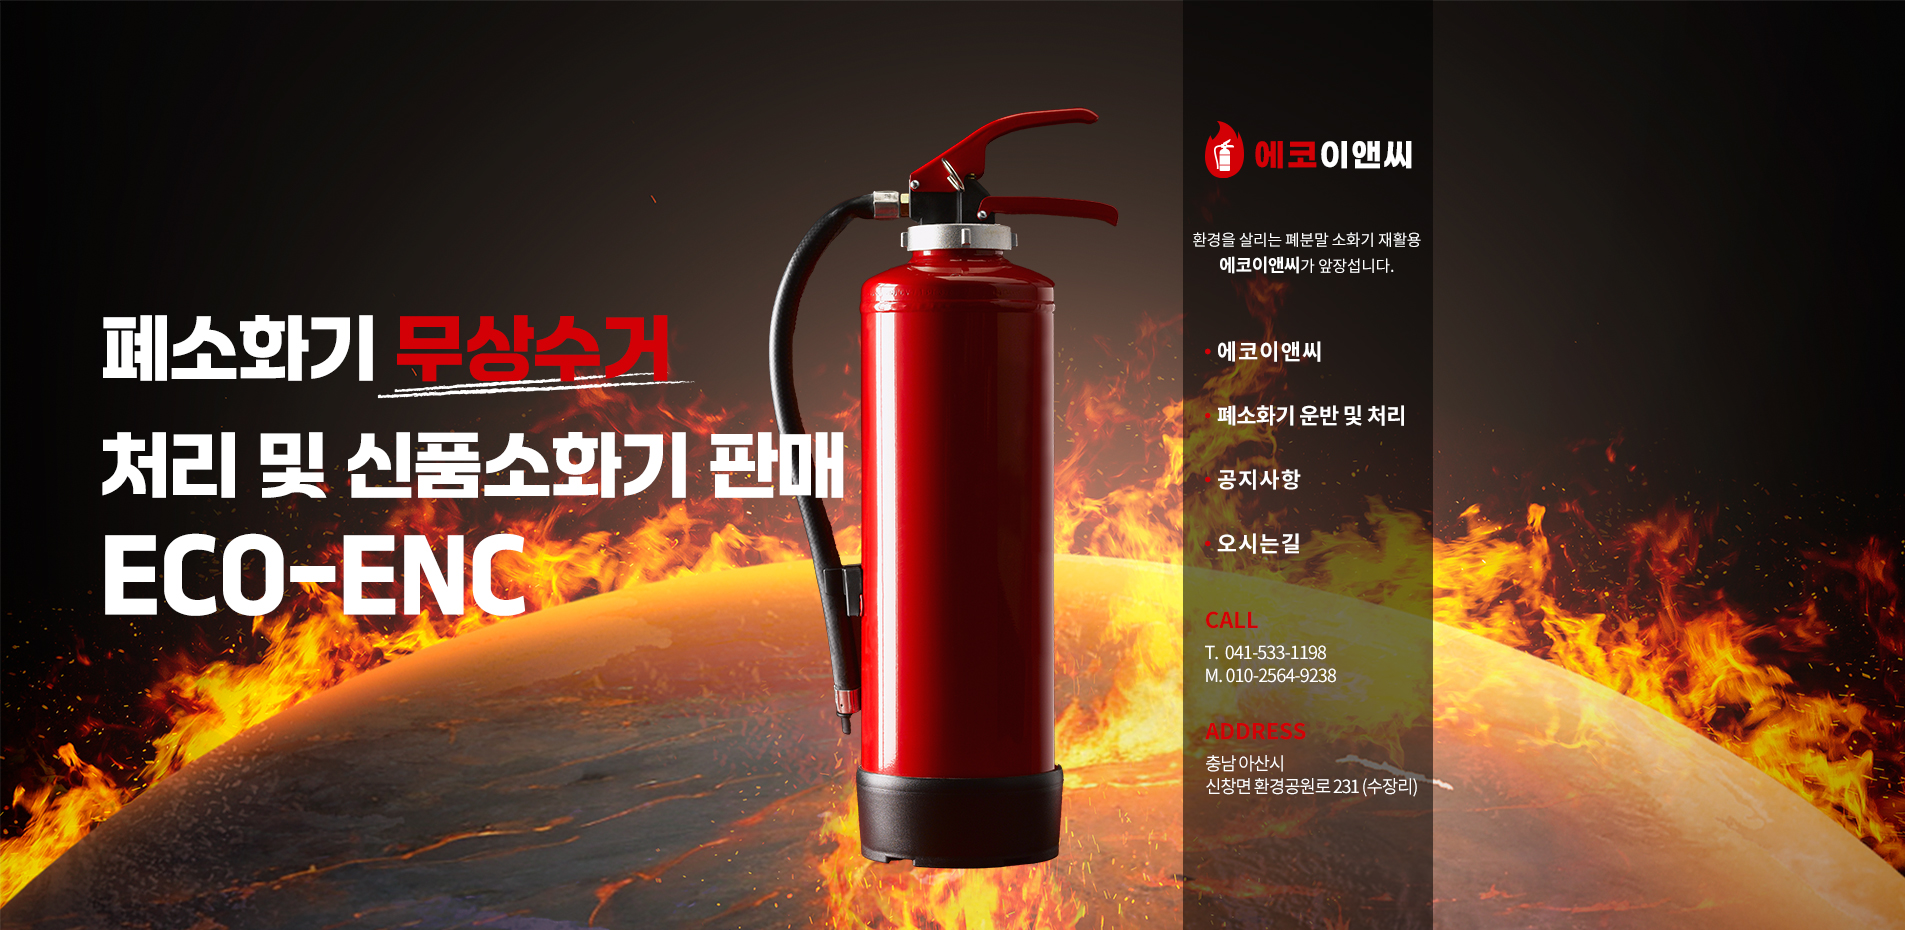 폐소화기 무상수거
처리 및 신품소화기 판매
ECO-ENC
에코이앤씨
환경을 살리는 폐분말 소화기 재활용
에코이앤씨가 앞장섭니다.
에코이앤씨
폐소화기 운반 및 처리
공지사항
오시는길
CALL
T. 041-533-1198
M. 010-2564-9238
ADDRESS
충남 아산시
신창면 환경공원로 231 (수장리)